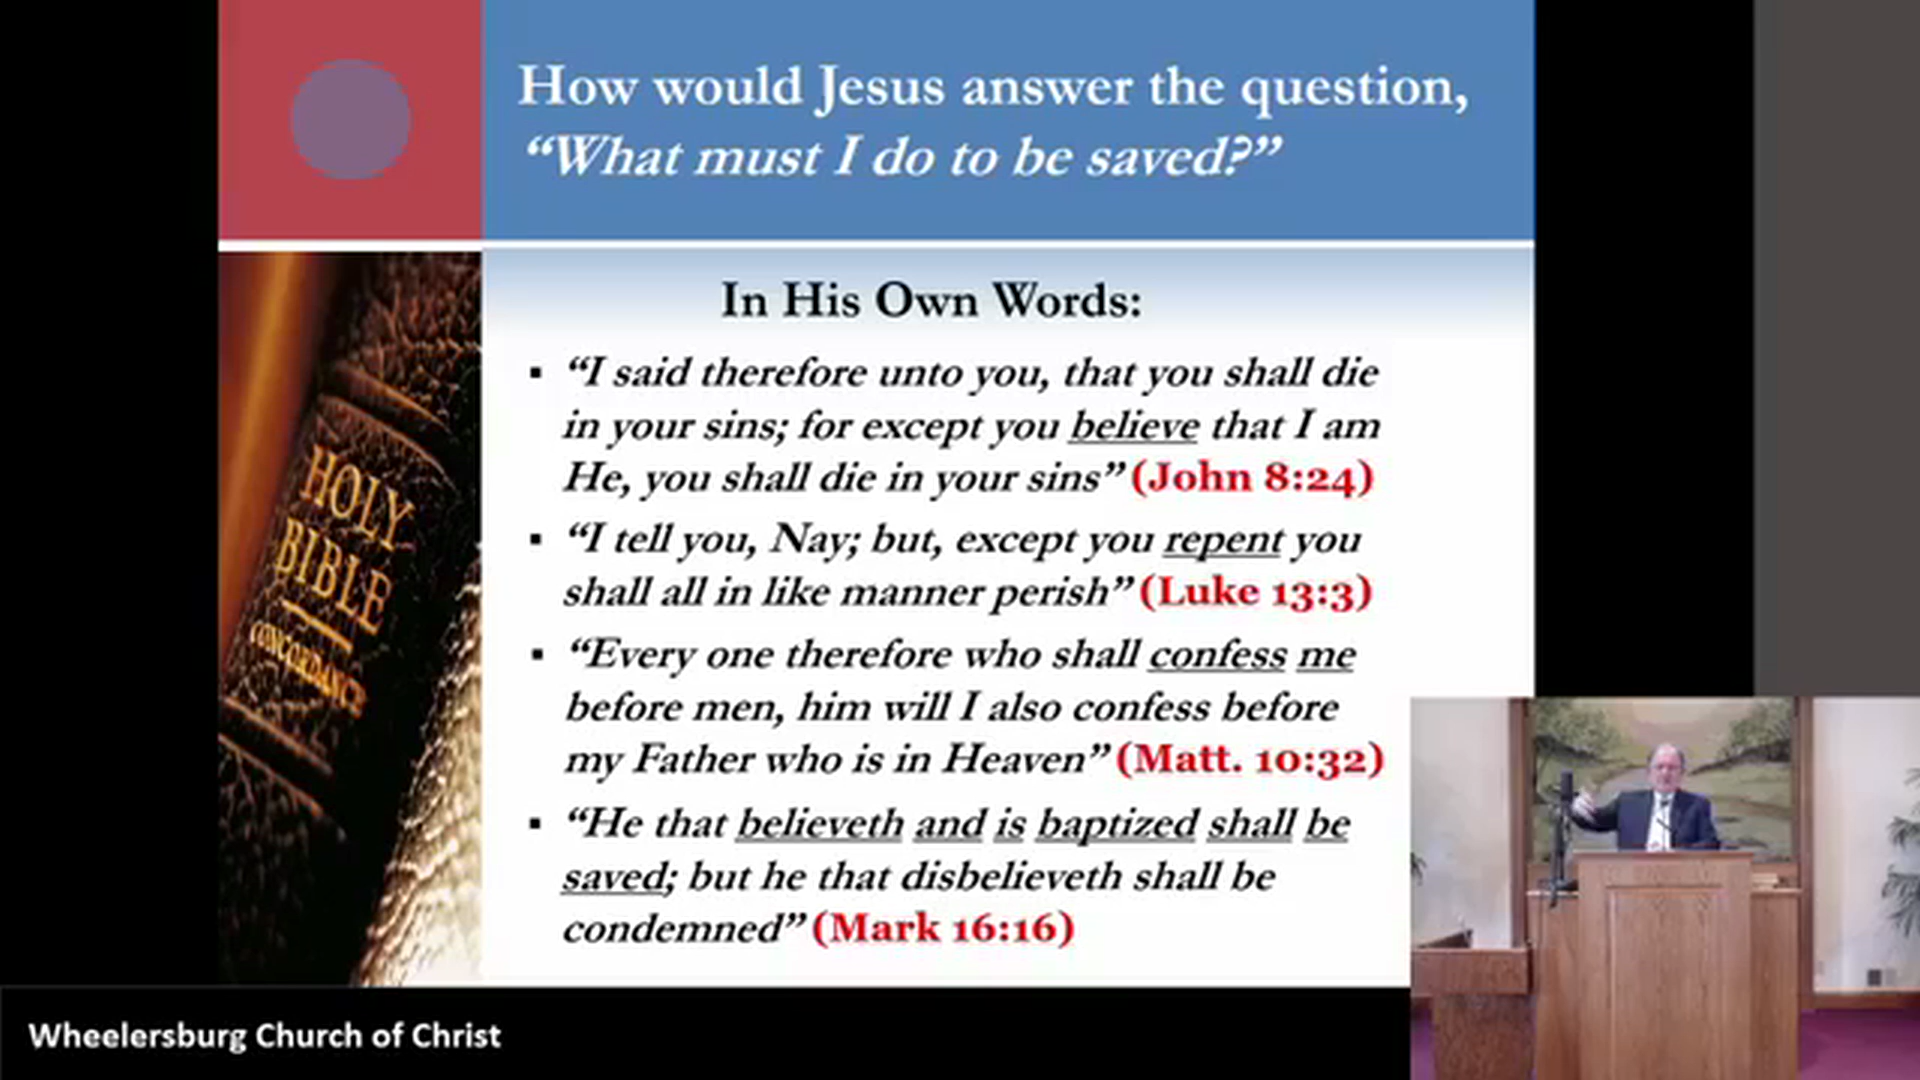 How would Jesus answer the question,
“What must I do to be saved?”
In His Own Words:
▪ “I said therefore unto you, that you shall die
in your sins; for except you believe that I am
He, you shall die in your sins” (John 8:24)
▪ “I tell you, Nay; but, except you repent you
shall all in like manner perish” (Luke 13:3)
▪ “Every one therefore who shall confess me
before men, him will I also confess before
my Father who is in Heaven” (Matt. 10:32)
▪ “He that believeth and is baptized shall be
saved; but he that disbelieveth shall be
condemned” (Mark 16:16)
HOLY
BIBLE
CONCORDANCE
Wheelersburg Church of Christ